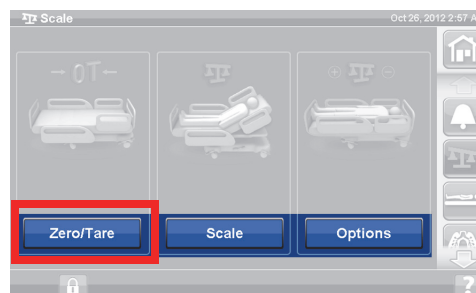 Scale
Oct 26, 2012 2:57 A
-0T-
Zero/Tare
Scale
Options
?